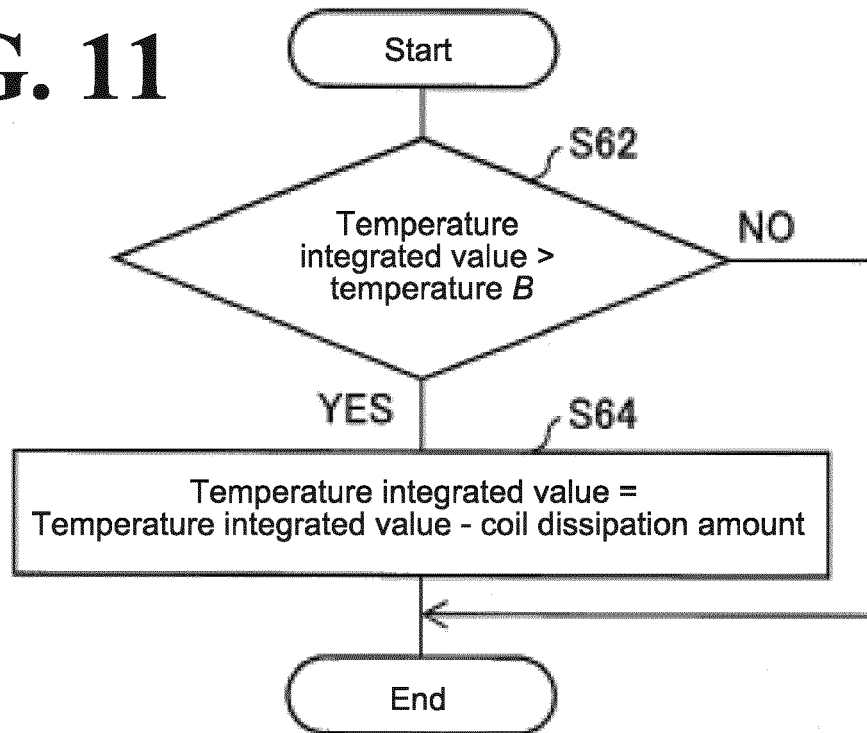 G. 11
Start
S62
Temperature
integrated value >
temperature B
NO
YES
S64
Temperature integrated value =
Temperature integrated value - coil dissipation amount
End